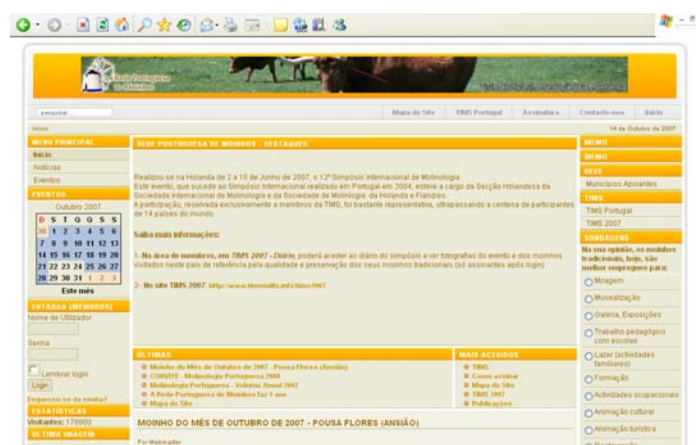 Rede Portuguesa
de Moinhos
pesquisar...
Mapa do Site
TIMS Portugal
Assinatura
Contacte-nos
Início
Início
14 de Outubro de 2007
MENU PRINCIPAL
Início
Notícias
Eventos
EVENTOS
Outubro 2007
D S T Q Q S S
30 1 2 3 4 5 6
7 8 9 10 11 12 13
14 15 16 17 18 19 20
21 22 23 24 25 26 27
28 29 30 31 1 2 3
Este mês
ENTRADA (MEMBROS)
Nome de Utilizador
Senha
Lembrar login
Login
Esqueceu-se da senha?
ESTATÍSTICAS
Visitantes: 176900
ÚLTIMA IMAGEM
REDE PORTUGUESA DE MOINHOS - DESTAQUES
Realizou-se na Holanda de 2 a 10 de Junho de 2007, o 12º Simpósio Internacional de Molinologia
Este evento, que sucede ao Simpósio Internacional realizado em Portugal em 2004, esteve a cargo da Secção Holandesa da
Sociedade Internacional de Molinologia e da Sociedade de Molinlogia da Holanda e Flandres.
A participação, reservada exclusivamente a membros da TIMS, foi bastante representativa, ultrapassando a centena de participantes
de 14 países do mundo
Saiba mais informações:
1- Na área de membros, em TIMS 2007 - Diário, poderá aceder ao diário do simpósio e ver fotografias do evento e dos moinhos
visitados neste país de referência pela qualidade e preservação dos seus moinhos tradicionais (só assinantes após login)
2- No site TIMS 2007
ÚLTIMAS
Moinho do Mês de Outubro de 2007 - Pousa Flores (Ansião)
CONVITE - Molinologia Portuguesa 2008
Molinologia Portuguesa - Volume Anual 2007
A Rede Portuguesa de Moinhos faz 1 ano
Mapa do Site
MAIS ACEDIDOS
TIMS
Como assinar
Mapa do Site
TIMS 2007
Publicações
MOINHO DO MÊS DE OUTUBRO DE 2007 - POUSA FLORES (ANSIÃO)
Por Webmaster
MEMO
MEMO
REDE
Municípios Apoiantes
TIMS
TIMS Portugal
TIMS 2007
SONDAGENS
Na sua opinião, os moinhos
tradicionais, hoje, são
melhor empregues para:
Moagem
Musealização
Galeria, Exposições
Trabalho pedagógico
com escolas
Lazer (actividades
familiares)
Formação
Actividades ocupacionais
Animação cultural
Animação turística